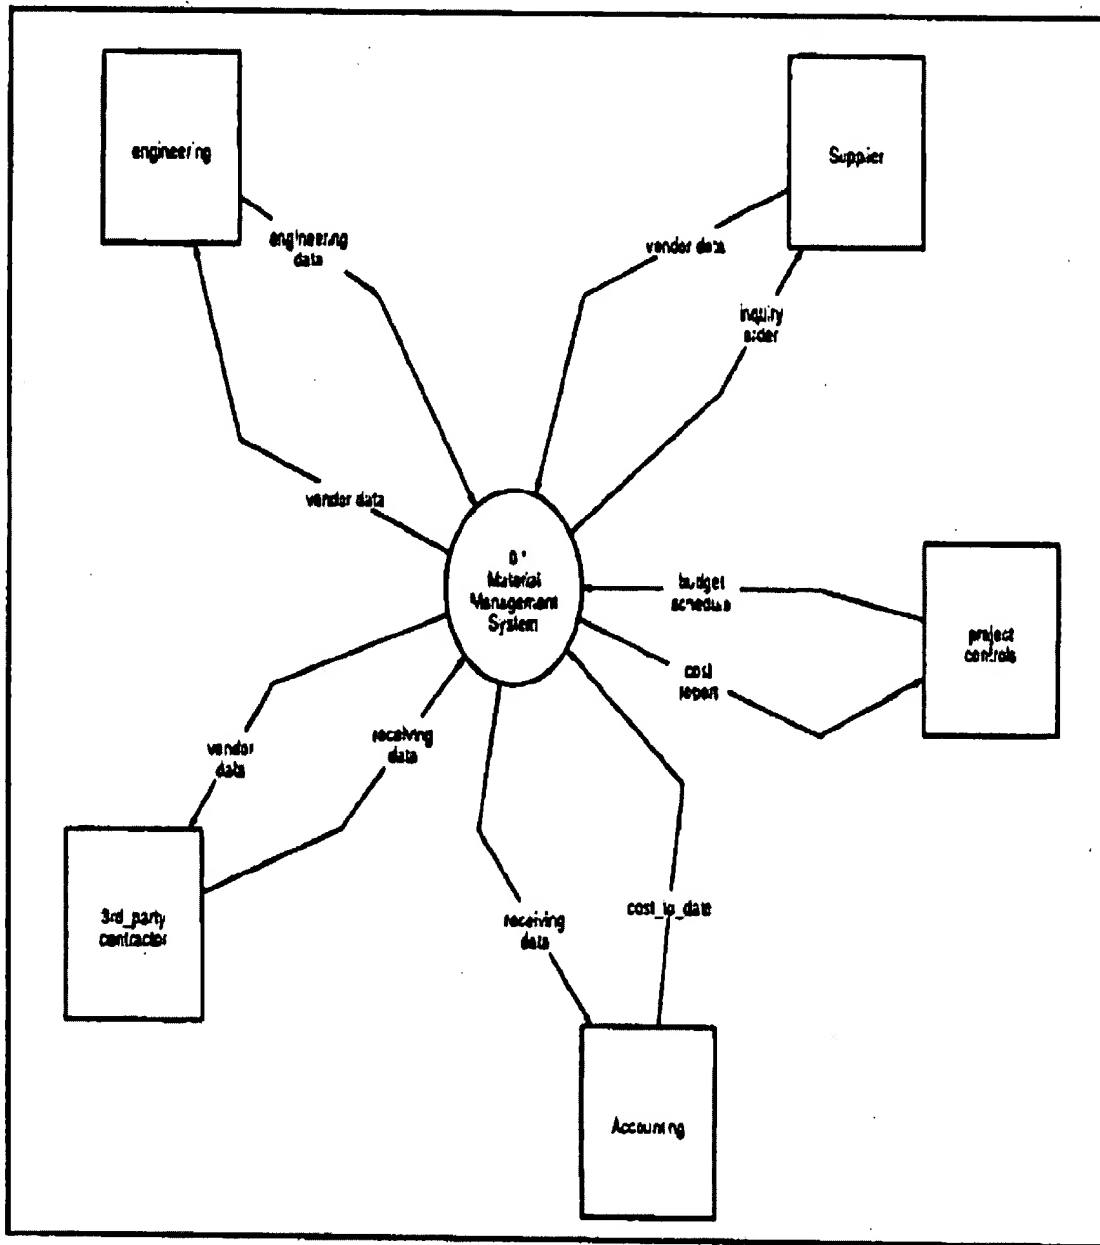 engineering
Supplier
engineering
data
vendor data
inquiry
order
vendor data
0 *
Material
Management
System
budget
schedule
project
controls
cost
report
vendor
data
receiving
data
3rd_party
contractor
receiving
data
cost_to_date
Accounting